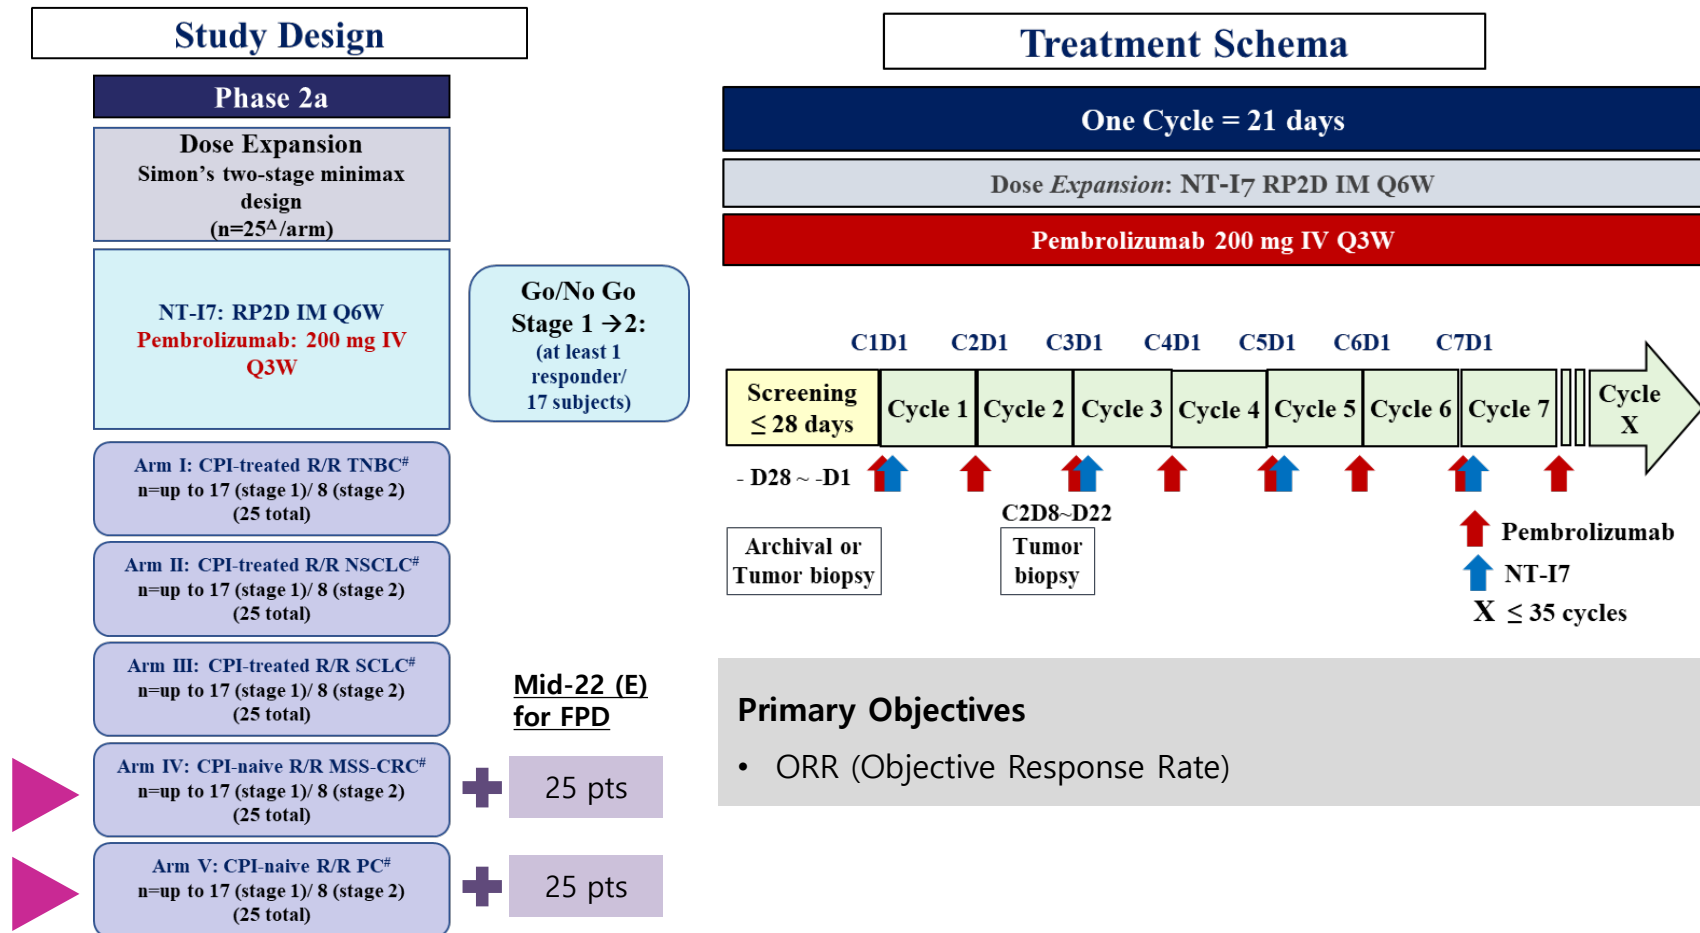 Study Design
Phase 2a
Dose Expansion
Simon's two-stage minimax
design
(n=25Δ/arm)
NT-I7: RP2D IM Q6W
Pembrolizumab: 200 mg IV
Q3W
Go/No Go
Stage 1 →2:
(at least 1
responder/
17 subjects)
Arm I: CPI-treated R/R TNBC#
n=up to 17 (stage 1)/ 8 (stage 2)
(25 total)
Arm II: CPI-treated R/R NSCLC#
n=up to 17 (stage 1)/ 8 (stage 2)
(25 total)
Arm III: CPI-treated R/R SCLC#
n=up to 17 (stage 1)/ 8 (stage 2)
(25 total)
Mid-22 (E)
for FPD
Arm IV: CPI-naive R/R MSS-CRC#
n=up to 17 (stage 1)/ 8 (stage 2)
(25 total)
25 pts
Arm V: CPI-naive R/R PC#
n=up to 17 (stage 1)/ 8 (stage 2)
(25 total)
25 pts
Treatment Schema
One Cycle = 21 days
Dose Expansion: NT-I7 RP2D IM Q6W
Pembrolizumab 200 mg IV Q3W
C1D1 C2D1 C3D1 C4D1 C5D1 C6D1 C7D1
Screening
≤ 28 days
Cycle 1 Cycle 2 Cycle 3 Cycle 4 Cycle 5 Cycle 6 Cycle 7
Cycle
X
- D28 ~ -D1
C2D8~D22
Archival or
Tumor biopsy
Tumor
biopsy
Pembrolizumab
NT-I7
X ≤ 35 cycles
Primary Objectives
• ORR (Objective Response Rate)